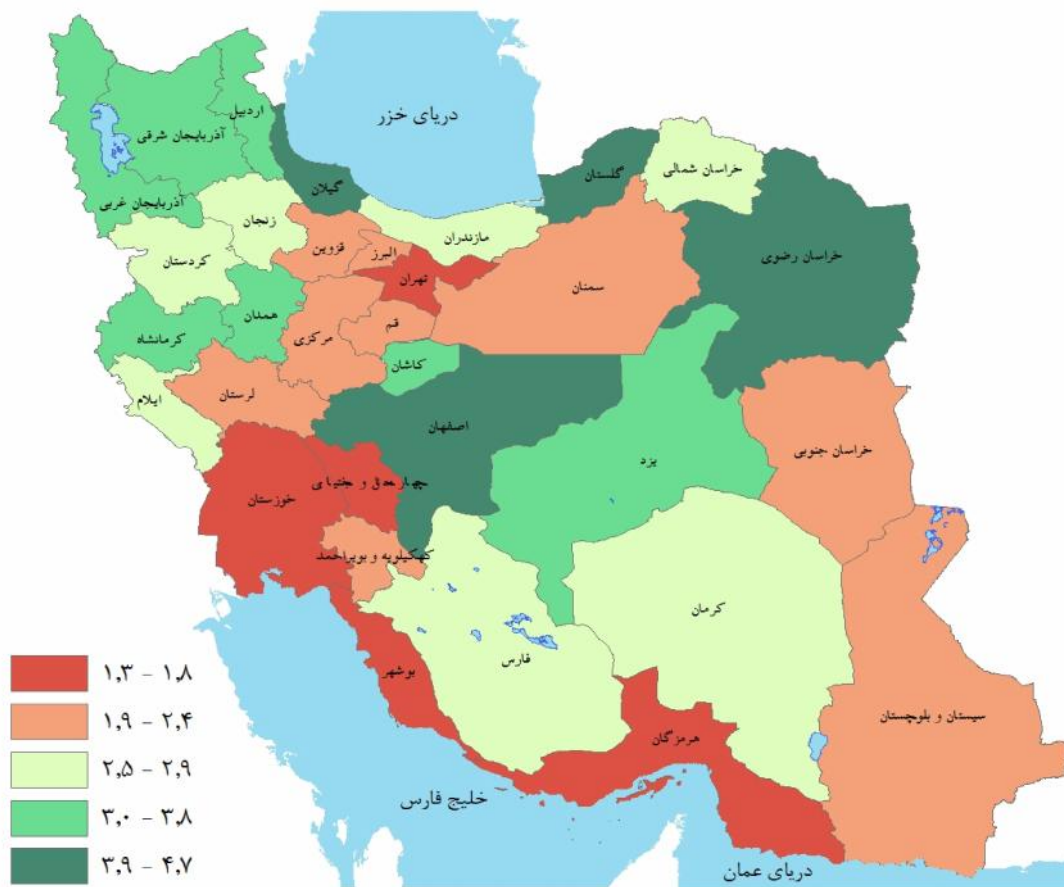 دریای خزر
اردبیل
آذربایجان شرقی
گلستان
خراسان شمالی
گیلان
آذربایجان غربی
زنجان
مازندران
قزوین
البرز
خراسان رضوی
کردستان
تهران
سمنان
همدان
قم
کرمانشاه
مرکزی
کاشان
ایلام
لرستان
اصفهان
خراسان جنوبی
یزد
چهارمحال و بختیاری
خوزستان
کهکیلویه و بویراحمد
کرمان
فارس
بوشهر
سیستان و بلوچستان
هرمزگان
خلیج فارس
دریای عمان
۱,۳ - ۱,۸
۱,۹ - ۲,۴
۲,۵ - ۲,۹
۳,۰ - ۳,۸
۳,۹ - ۴,۷